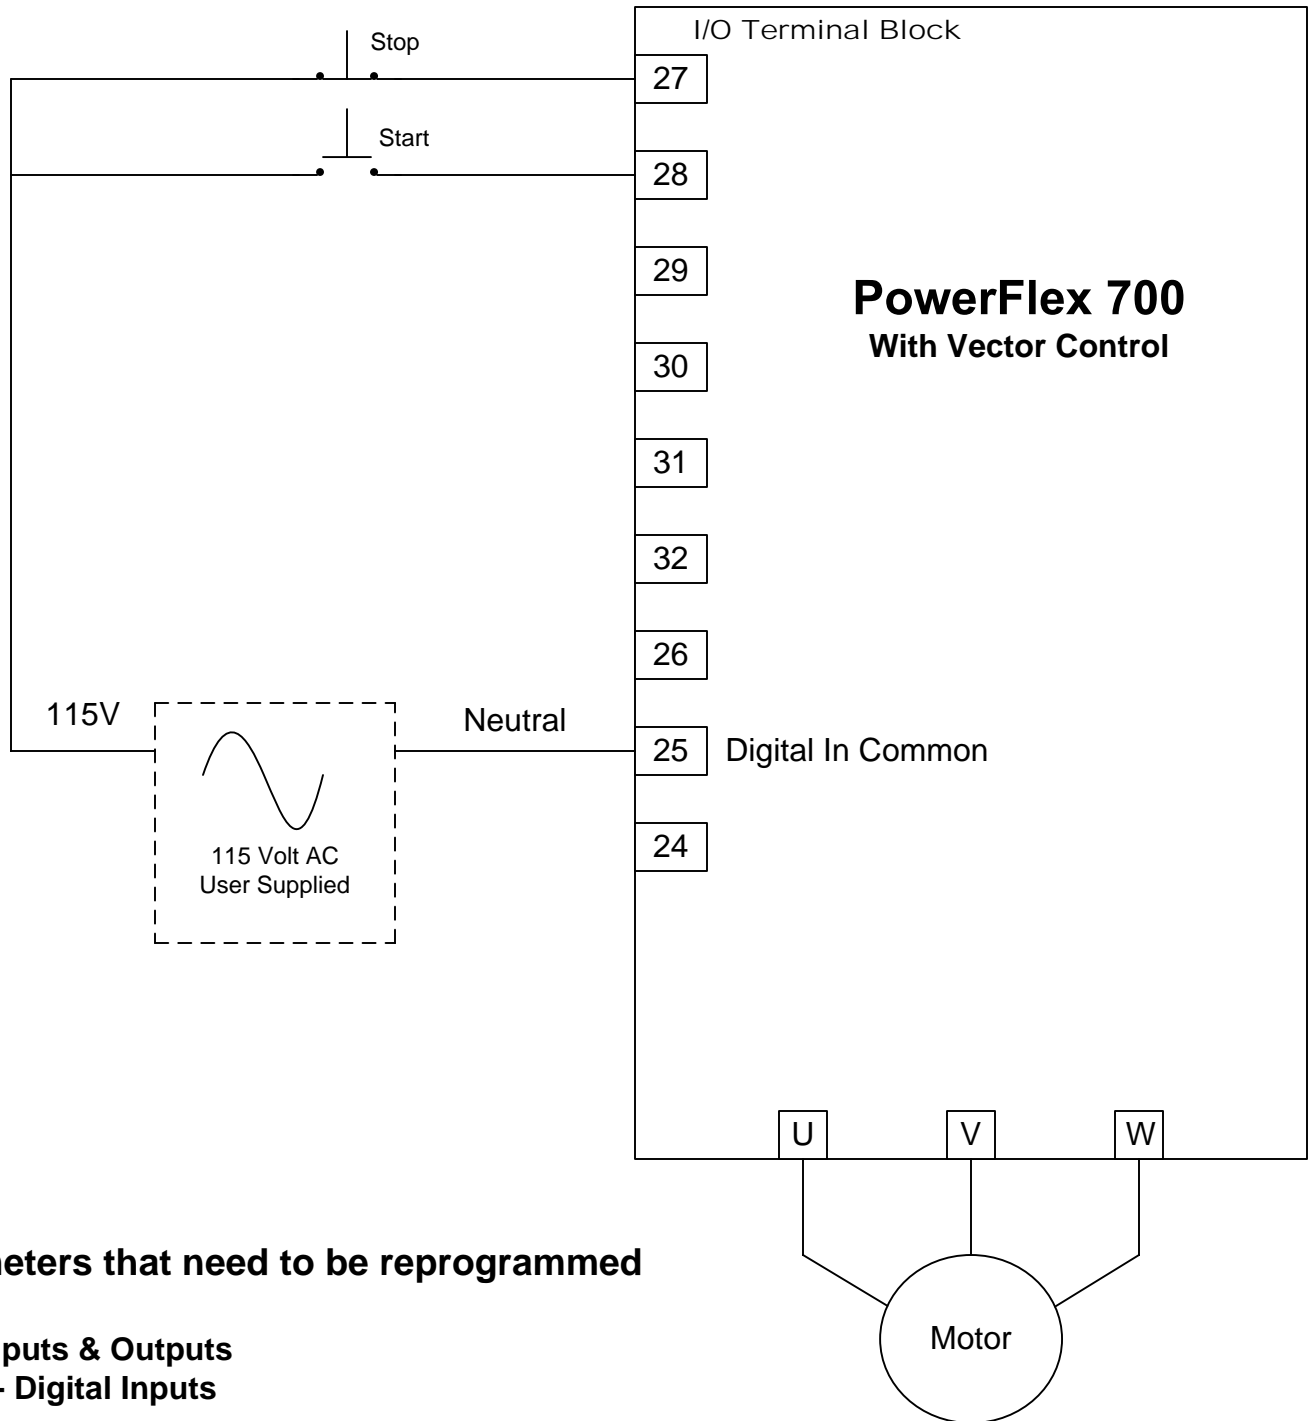 I/O Terminal Block
Stop
27
Start
28
29
PowerFlex 700
With Vector Control
30
31
32
26
115V
Neutral
25 Digital In Common
115 Volt AC
User Supplied
24
U V W
Motor
eters that need to be reprogrammed
puts & Outputs
- Digital Inputs